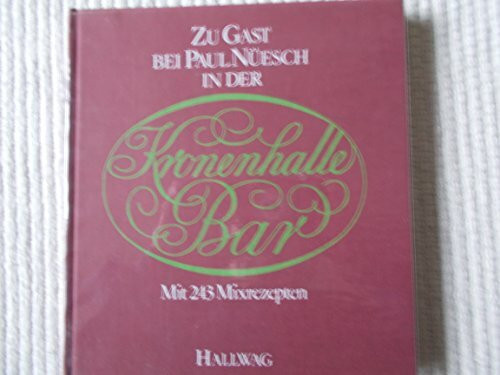 ZU GAST
BEI PAUL NÜESCH
IN DER
Kronenhalle
Bar
Mit 243 Mixrezepten
HALLWAG